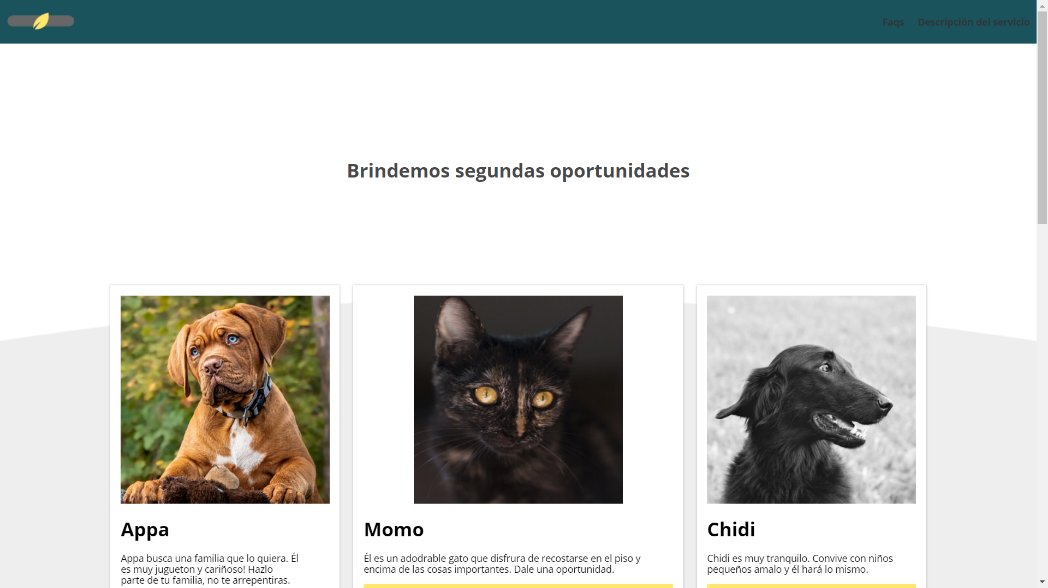 Faqs Descripción del servicio
Brindemos segundas oportunidades
Appa
Appa busca una familia que lo quiera. Él
es muy jugueton y cariñoso! Hazlo
parte de tu familia, no te arrepentiras.
Momo
Él es un adodrable gato que disfrura de recostarse en el piso y
encima de las cosas importantes. Dale una oportunidad.
Chidi
Chidi es muy tranquilo. Convive con niños
pequeños amalo y él hará lo mismo.